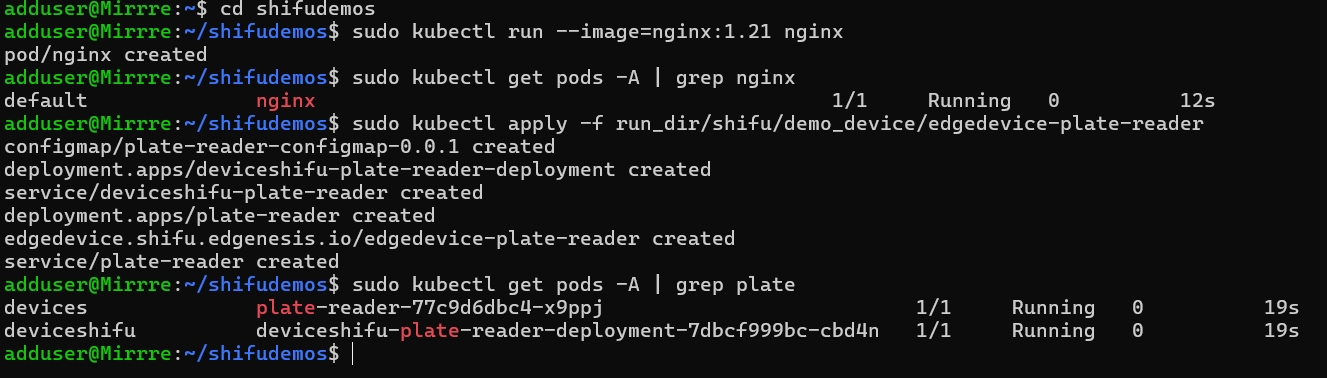 adduser@Mirrre:~$ cd shifudemos
adduser@Mirrre:~/shifudemos$ sudo kubectl run --image=nginx:1.21 nginx
pod/nginx created
adduser@Mirrre:~/shifudemos$ sudo kubectl get pods -A | grep nginx
default nginx 1/1 Running 0 12s
adduser@Mirrre:~/shifudemos$ sudo kubectl apply -f run_dir/shifu/demo_device/edgedevice-plate-reader
configmap/plate-reader-configmap-0.0.1 created
deployment.apps/deviceshifu-plate-reader-deployment created
service/deviceshifu-plate-reader created
deployment.apps/plate-reader created
edgedevice.shifu.edgenesis.io/edgedevice-plate-reader created
service/plate-reader created
adduser@Mirrre:~/shifudemos$ sudo kubectl get pods -A | grep plate
devices plate-reader-77c9d6dbc4-x9ppj 1/1 Running 0 19s
deviceshifu deviceshifu-plate-reader-deployment-7dbcf999bc-cbd4n 1/1 Running 0 19s
adduser@Mirrre:~/shifudemos$